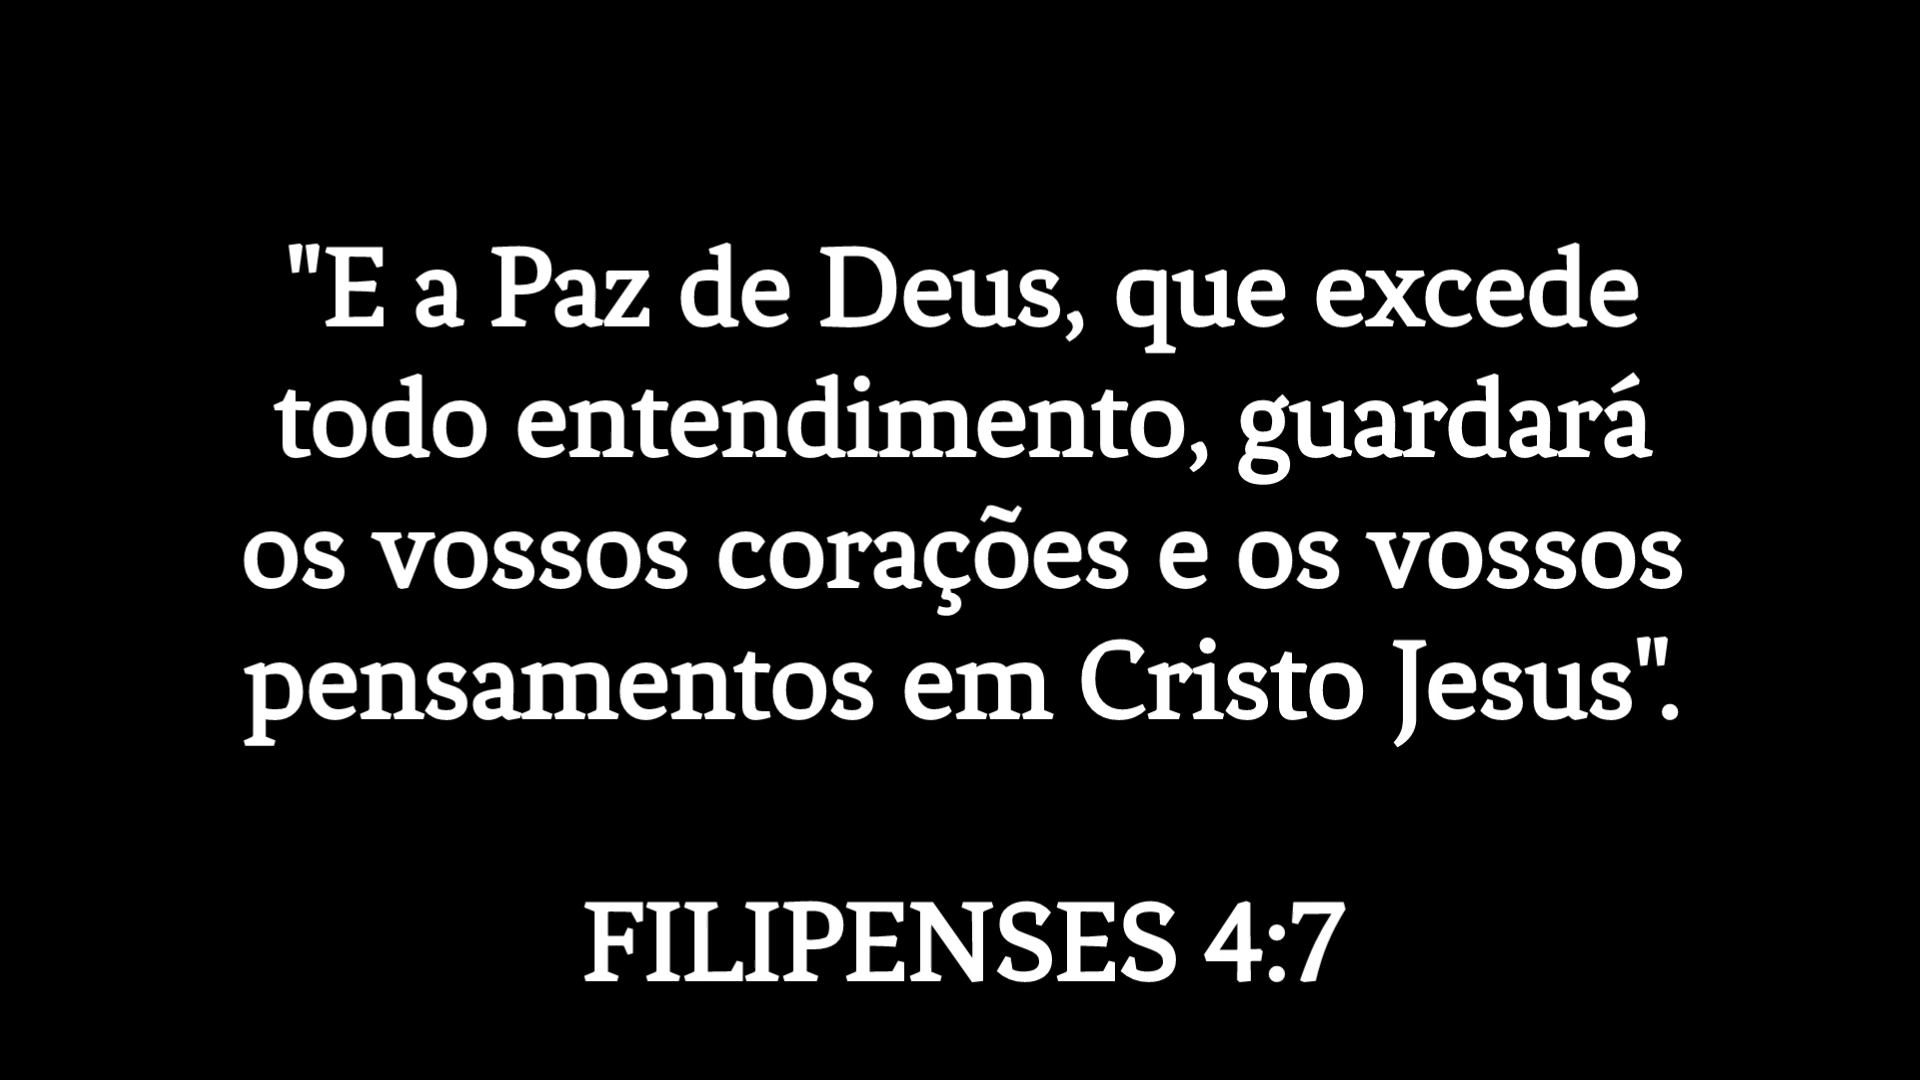 "E a Paz de Deus, que excede
todo entendimento, guardará
os vossos corações e os vossos
pensamentos em Cristo Jesus".
FILIPENSES 4:7